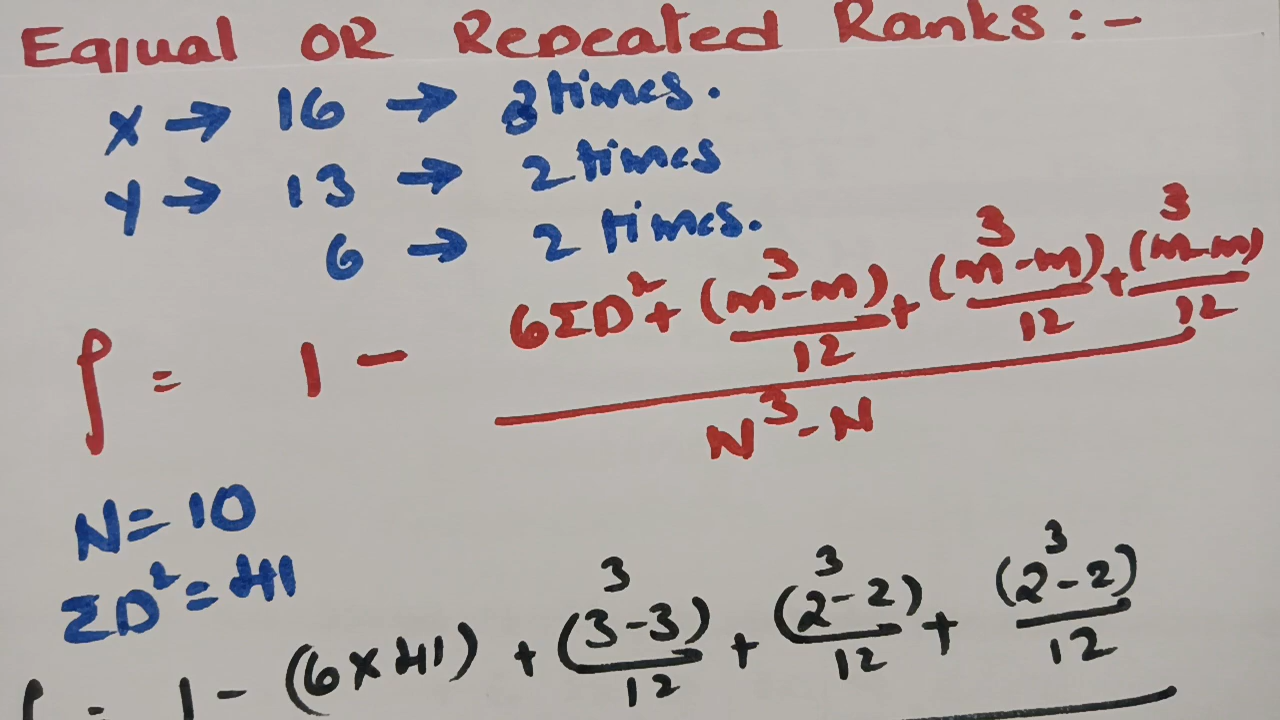 Equal OR Repeated Ranks :-
X → 16 → 3 times.
Y → 13 → 2 times
6 → 2 times.
ρ = 1 - (6ΣD² + (m³-m)/12 + (m³-m)/12 + (m³-m)/12) / (N³-N)
N = 10
ΣD² = 41
ρ = 1 - (6×41) + (3³-3)/12 + (2³-2)/12 + (2³-2)/12